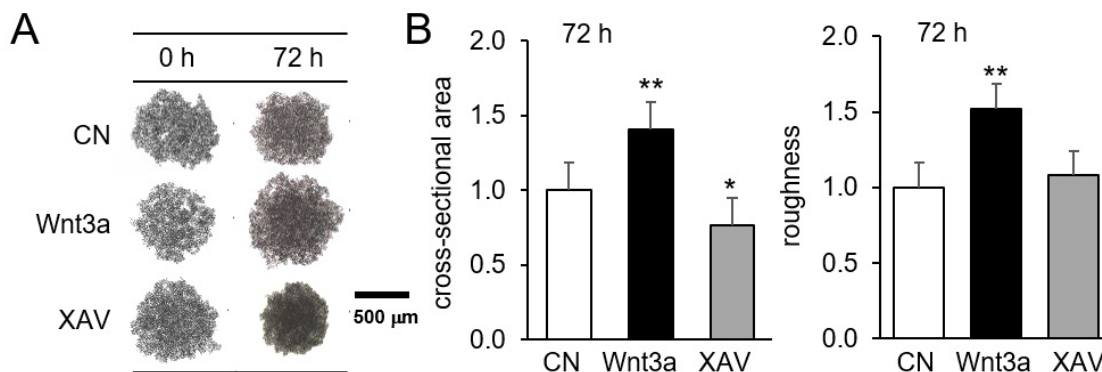 A
0 h 72 h
CN
Wnt3a
XAV
500 μm
B
72 h
cross-sectional area
2.0
1.5
1.0
0.5
0.0
**
*
CN Wnt3a XAV
72 h
roughness
2.0
1.5
1.0
0.5
0.0
**
CN Wnt3a XAV